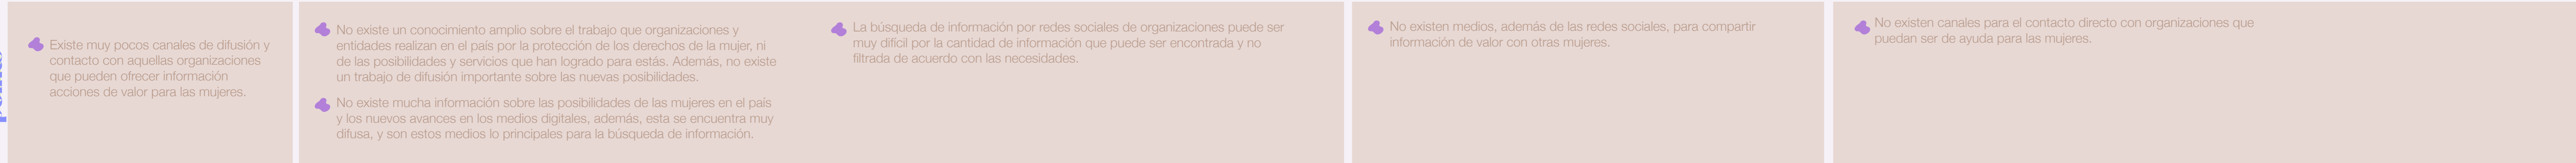 Existe muy pocos canales de difusión y
contacto con aquellas organizaciones
que pueden ofrecer información
acciones de valor para las mujeres.
No existe un conocimiento amplio sobre el trabajo que organizaciones y
entidades realizan en el país por la protección de los derechos de la mujer, ni
de las posibilidades y servicios que han logrado para estás. Además, no existe
un trabajo de difusión importante sobre las nuevas posibilidades.
No existe mucha información sobre las posibilidades de las mujeres en el país
y los nuevos avances en los medios digitales, además, esta se encuentra muy
difusa, y son estos medios lo principales para la búsqueda de información.
La búsqueda de información por redes sociales de organizaciones puede ser
muy difícil por la cantidad de información que puede ser encontrada y no
filtrada de acuerdo con las necesidades.
No existen medios, además de las redes sociales, para compartir
información de valor con otras mujeres.
No existen canales para el contacto directo con organizaciones que
puedan ser de ayuda para las mujeres.